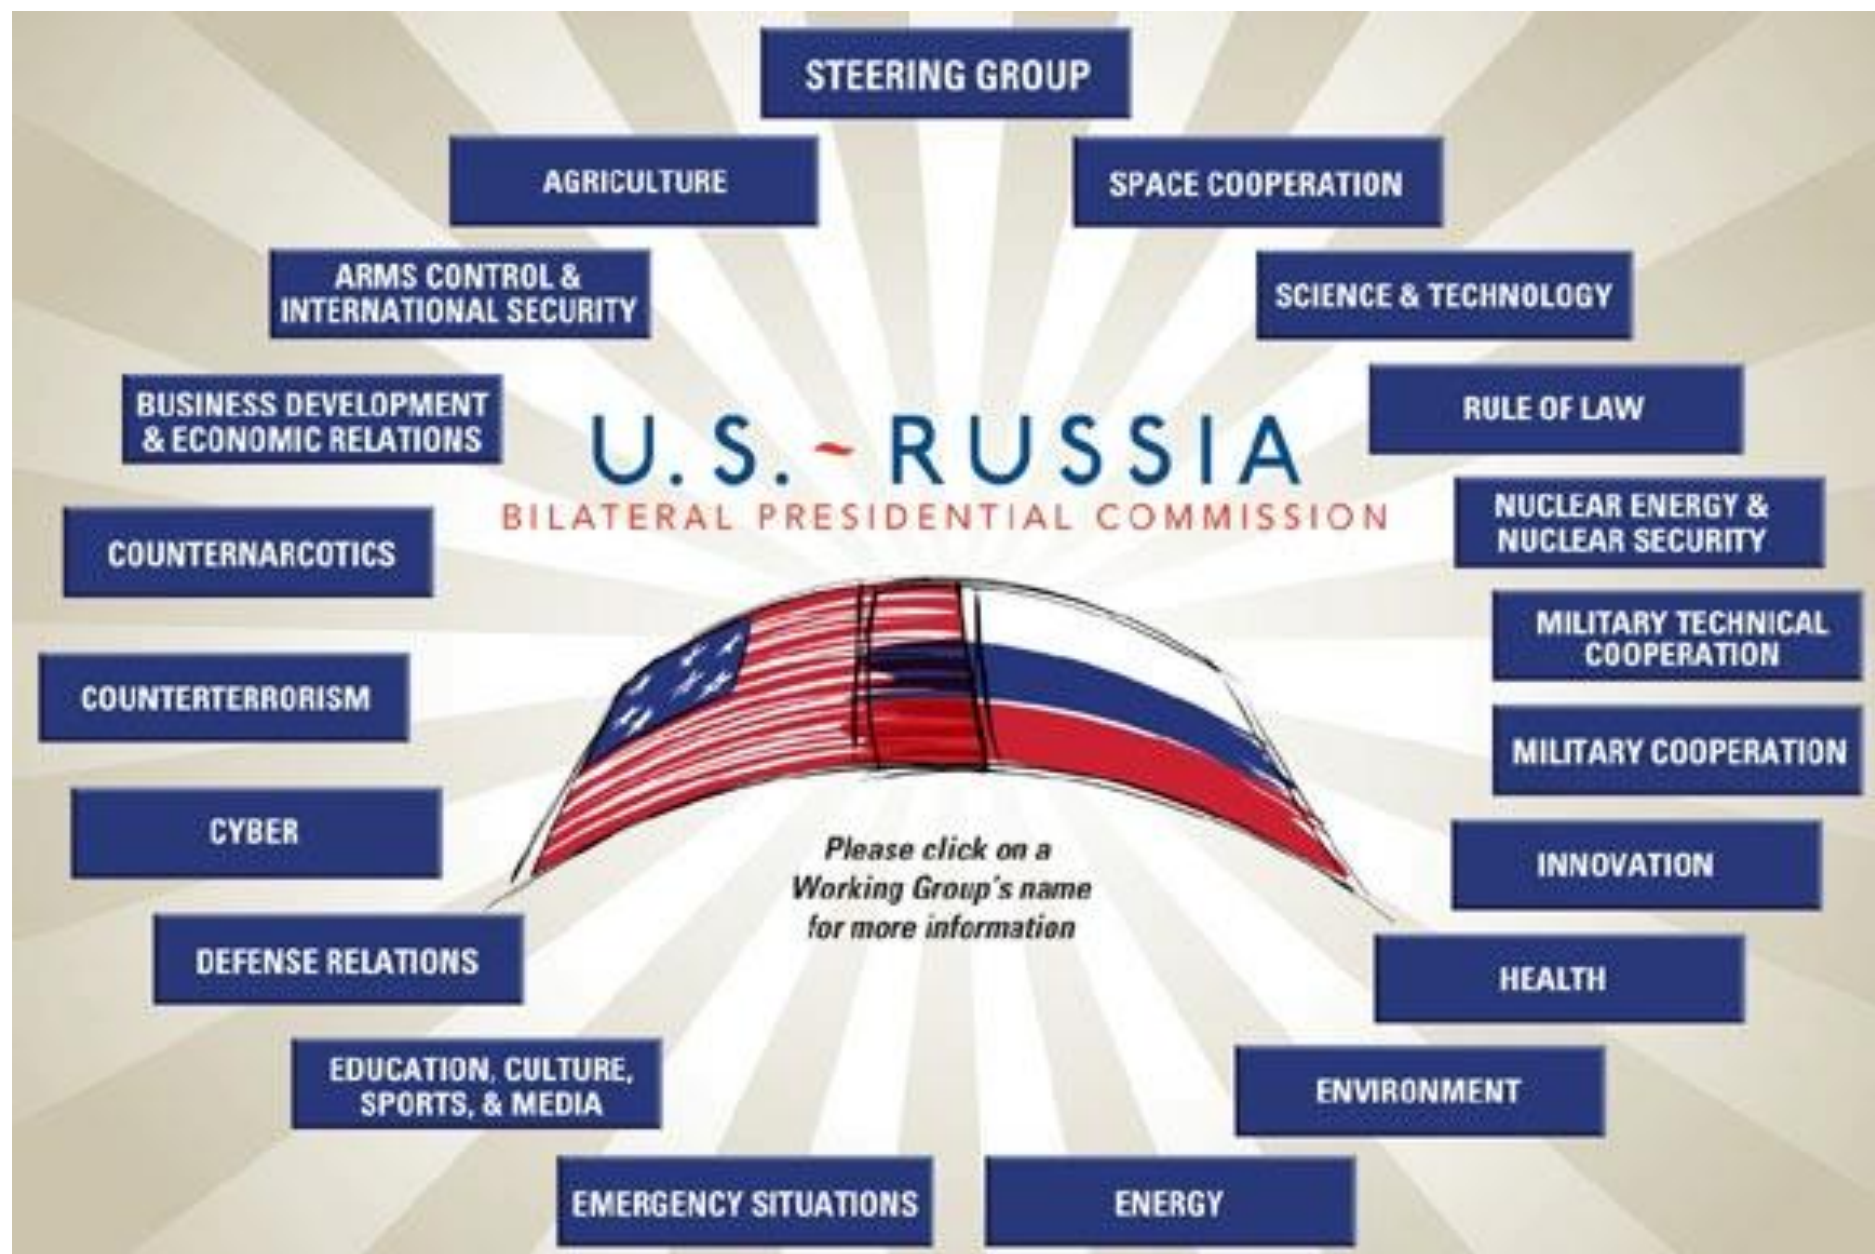 STEERING GROUP
AGRICULTURE
SPACE COOPERATION
ARMS CONTROL &
INTERNATIONAL SECURITY
SCIENCE & TECHNOLOGY
BUSINESS DEVELOPMENT
& ECONOMIC RELATIONS
RULE OF LAW
U.S.~RUSSIA
BILATERAL PRESIDENTIAL COMMISSION
NUCLEAR ENERGY &
NUCLEAR SECURITY
COUNTERNARCOTICS
MILITARY TECHNICAL
COOPERATION
COUNTERTERRORISM
MILITARY COOPERATION
CYBER
Please click on a
Working Group's name
for more information
INNOVATION
DEFENSE RELATIONS
HEALTH
EDUCATION, CULTURE,
SPORTS, & MEDIA
ENVIRONMENT
EMERGENCY SITUATIONS
ENERGY